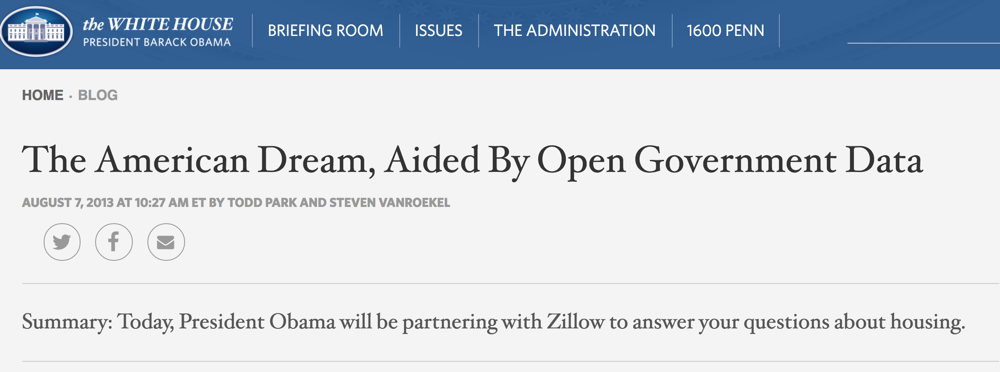 the WHITE HOUSE
PRESIDENT BARACK OBAMA
BRIEFING ROOM
ISSUES
THE ADMINISTRATION
1600 PENN
HOME · BLOG
The American Dream, Aided By Open Government Data
AUGUST 7, 2013 AT 10:27 AM ET BY TODD PARK AND STEVEN VANROEKEL
Summary: Today, President Obama will be partnering with Zillow to answer your questions about housing.